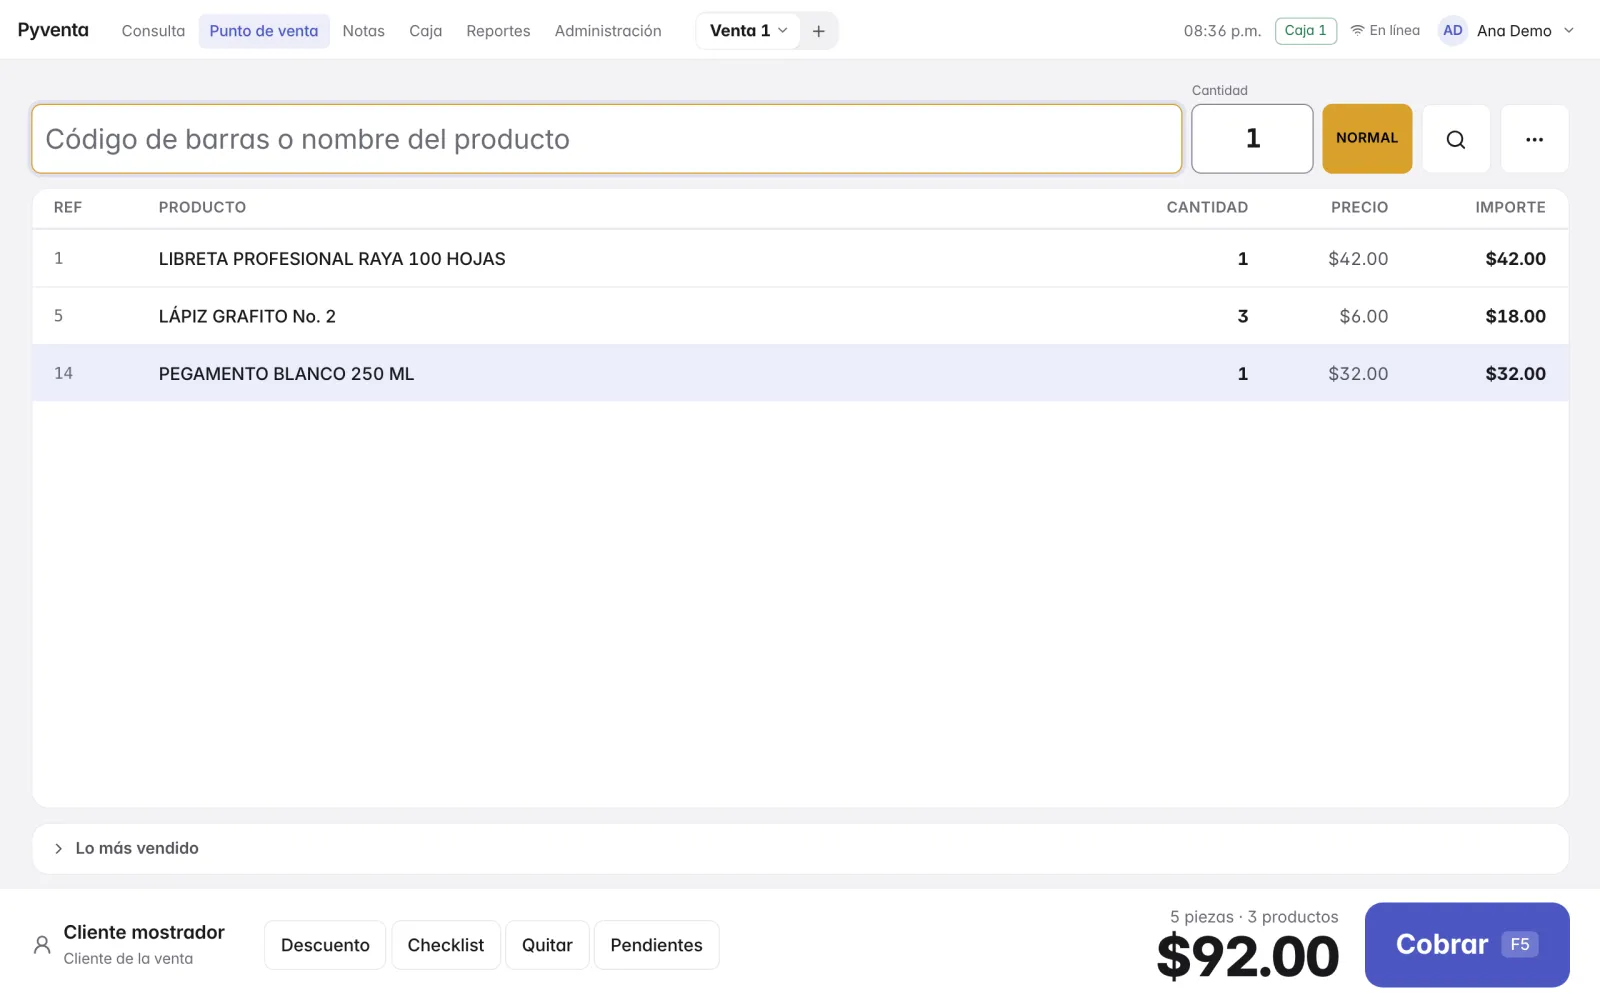 Pyventa Consulta Punto de venta Notas Caja Reportes Administración Venta 1 + 08:36 p.m. Caja 1 En línea AD Ana Demo
Cantidad
Código de barras o nombre del producto 1 NORMAL ...
REF PRODUCTO CANTIDAD PRECIO IMPORTE
1 LIBRETA PROFESIONAL RAYA 100 HOJAS 1 $42.00 $42.00
5 LÁPIZ GRAFITO No. 2 3 $6.00 $18.00
14 PEGAMENTO BLANCO 250 ML 1 $32.00 $32.00
Lo más vendido
Cliente mostrador
Cliente de la venta
Descuento Checklist Quitar Pendientes
5 piezas · 3 productos
$92.00
Cobrar F5